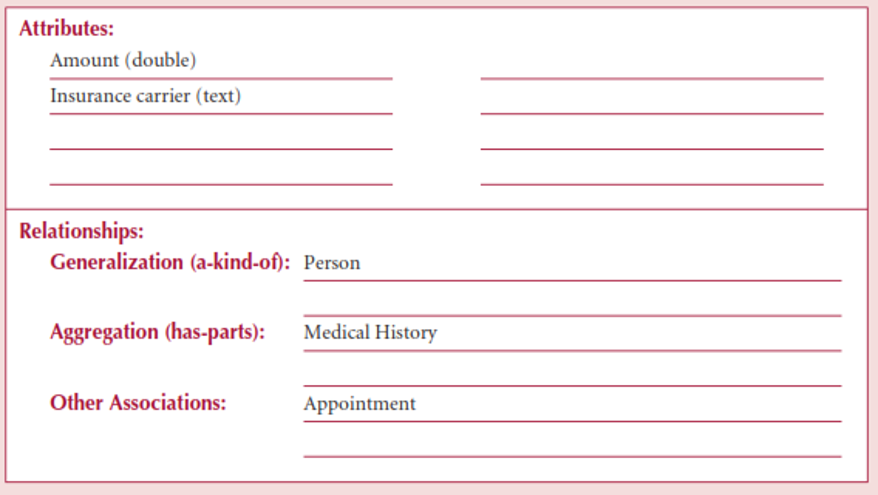 Attributes:
Amount (double)
Insurance carrier (text)
Relationships:
Generalization (a-kind-of): Person
Aggregation (has-parts): Medical History
Other Associations: Appointment